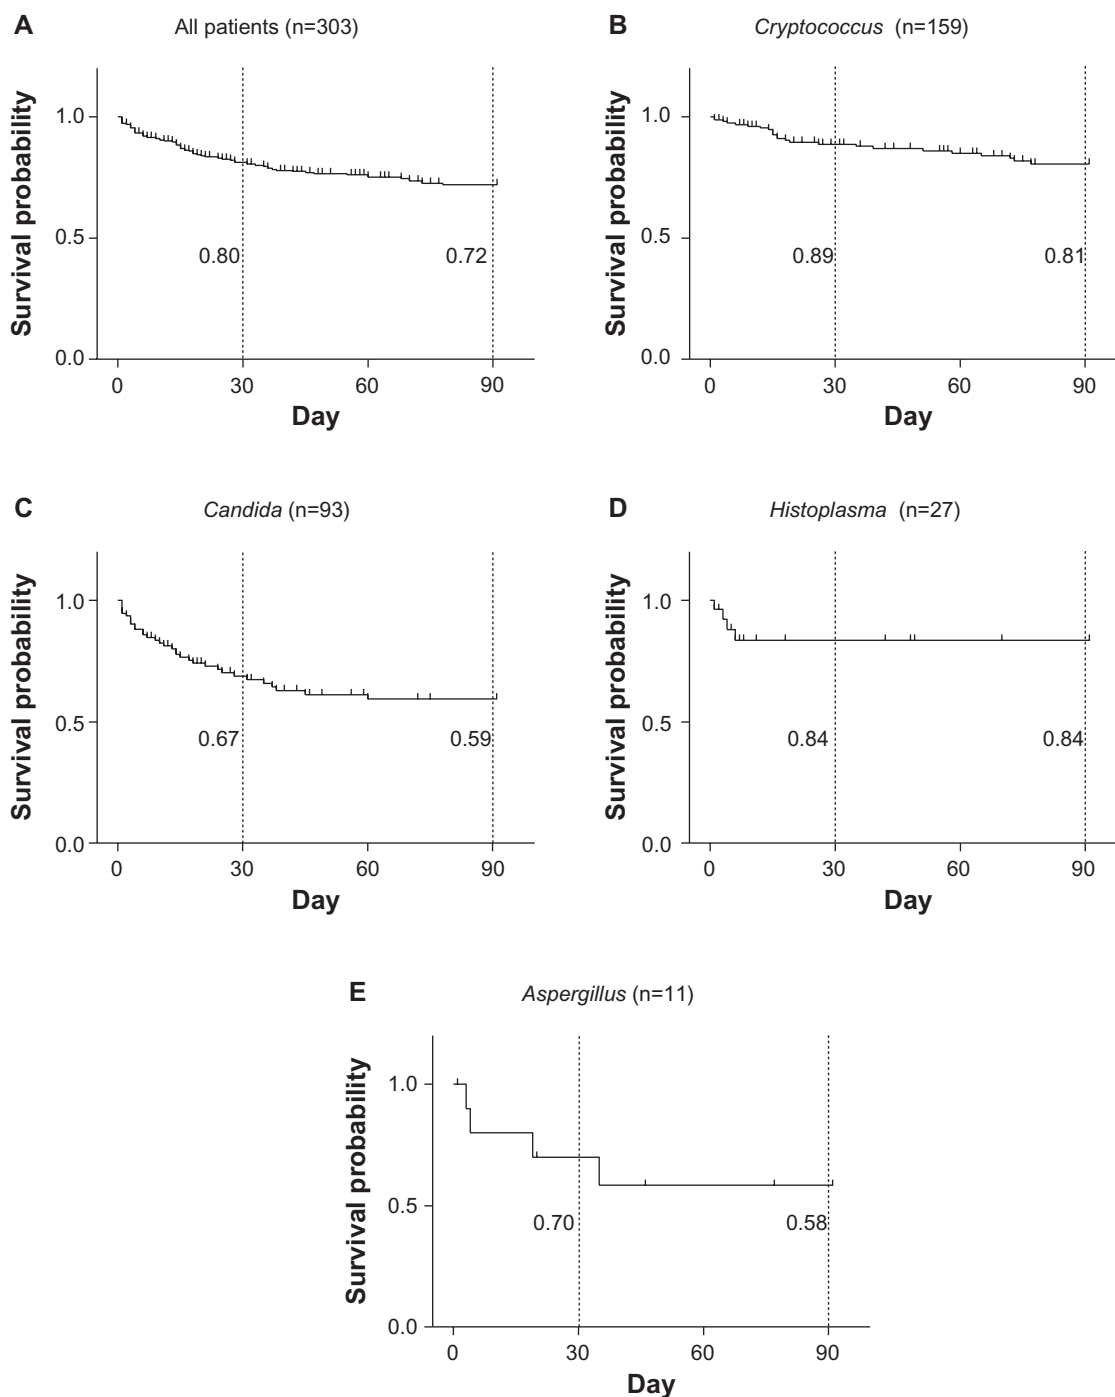 A All patients (n=303)
Survival probability
1.0
0.5
0.0
0.80
0.72
0 30 60 90
Day
B Cryptococcus (n=159)
Survival probability
1.0
0.5
0.0
0.89
0.81
0 30 60 90
Day
C Candida (n=93)
Survival probability
1.0
0.5
0.0
0.67
0.59
0 30 60 90
Day
D Histoplasma (n=27)
Survival probability
1.0
0.5
0.0
0.84
0.84
0 30 60 90
Day
E Aspergillus (n=11)
Survival probability
1.0
0.5
0.0
0.70
0.58
0 30 60 90
Day